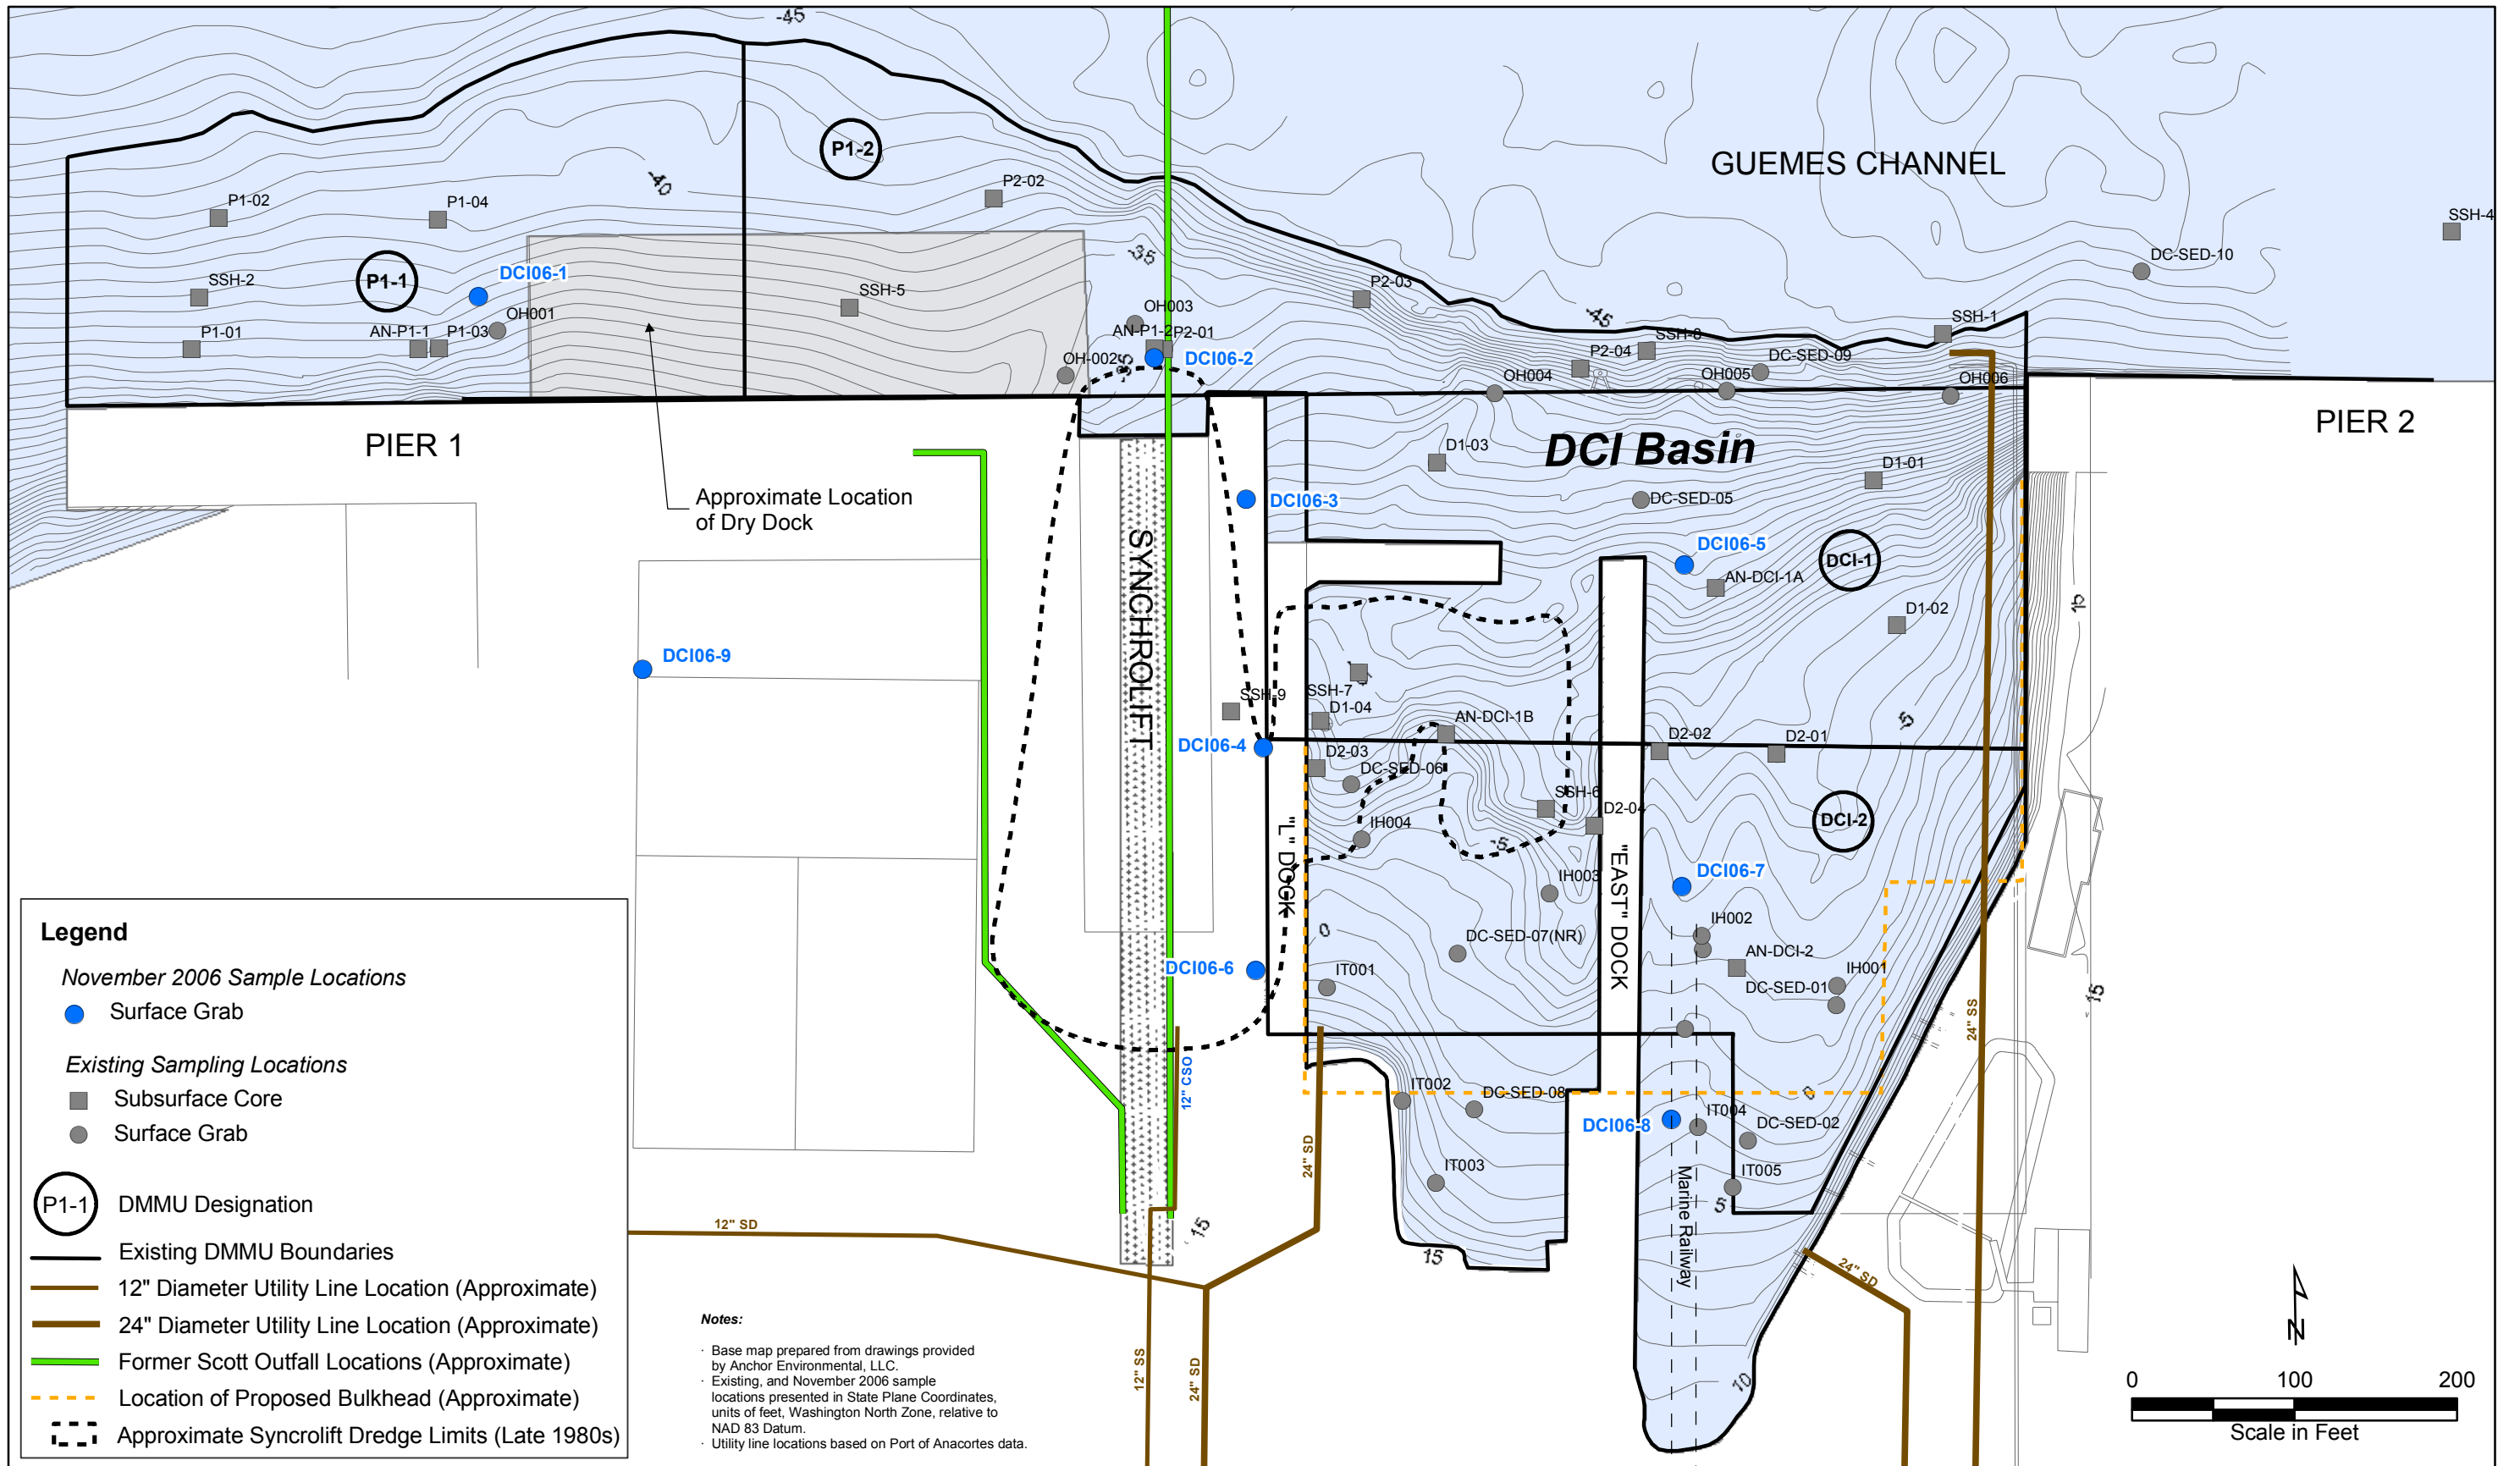 -45
P1-2
GUEMES CHANNEL
-40
P1-02
P1-04
P2-02
SSH-4
DC-SED-10
-35
P1-1
DCI06-1
SSH-2
SSH-5
P2-03
OH001
OH003
-45
SSH-1
P1-01
AN-P1-1
P1-03
AN-P1-2
P2-01
DCI06-2
OH-002
SSH-8
P2-04
DC-SED-09
OH004
OH005
OH006
PIER 1
PIER 2
DCI Basin
D1-03
D1-01
Approximate Location
of Dry Dock
DCI06-3
DC-SED-05
SYNCHROLIFT
DCI06-5
DCI-1
AN-DCI-1A
D1-02
15
DCI06-9
SSH-9
SSH-7
D1-04
AN-DCI-1B
-5
DCI06-4
D2-03
D2-02
D2-01
DC-SED-06
SSH-6
D2-04
DCI-2
IH004
-5
"L" DOCK
"EAST" DOCK
IH003
DCI06-7
0
IH002
DC-SED-07(NR)
AN-DCI-2
DCI06-6
IT001
IH001
DC-SED-01
15
24" SS
12" CSO
IT002
DC-SED-08
0
24" SD
DCI06-8
IT004
DC-SED-02
IT003
IT005
Marine Railway
5
15
15
12" SD
24" SD
10
12" SS
24" SD
Legend
November 2006 Sample Locations
Surface Grab
Existing Sampling Locations
Subsurface Core
Surface Grab
P1-1
DMMU Designation
Existing DMMU Boundaries
12" Diameter Utility Line Location (Approximate)
24" Diameter Utility Line Location (Approximate)
Former Scott Outfall Locations (Approximate)
Location of Proposed Bulkhead (Approximate)
Approximate Syncrolift Dredge Limits (Late 1980s)
Notes:
· Base map prepared from drawings provided
by Anchor Environmental, LLC.
· Existing, and November 2006 sample
locations presented in State Plane Coordinates,
units of feet, Washington North Zone, relative to
NAD 83 Datum.
· Utility line locations based on Port of Anacortes data.
N
0 100 200
Scale in Feet